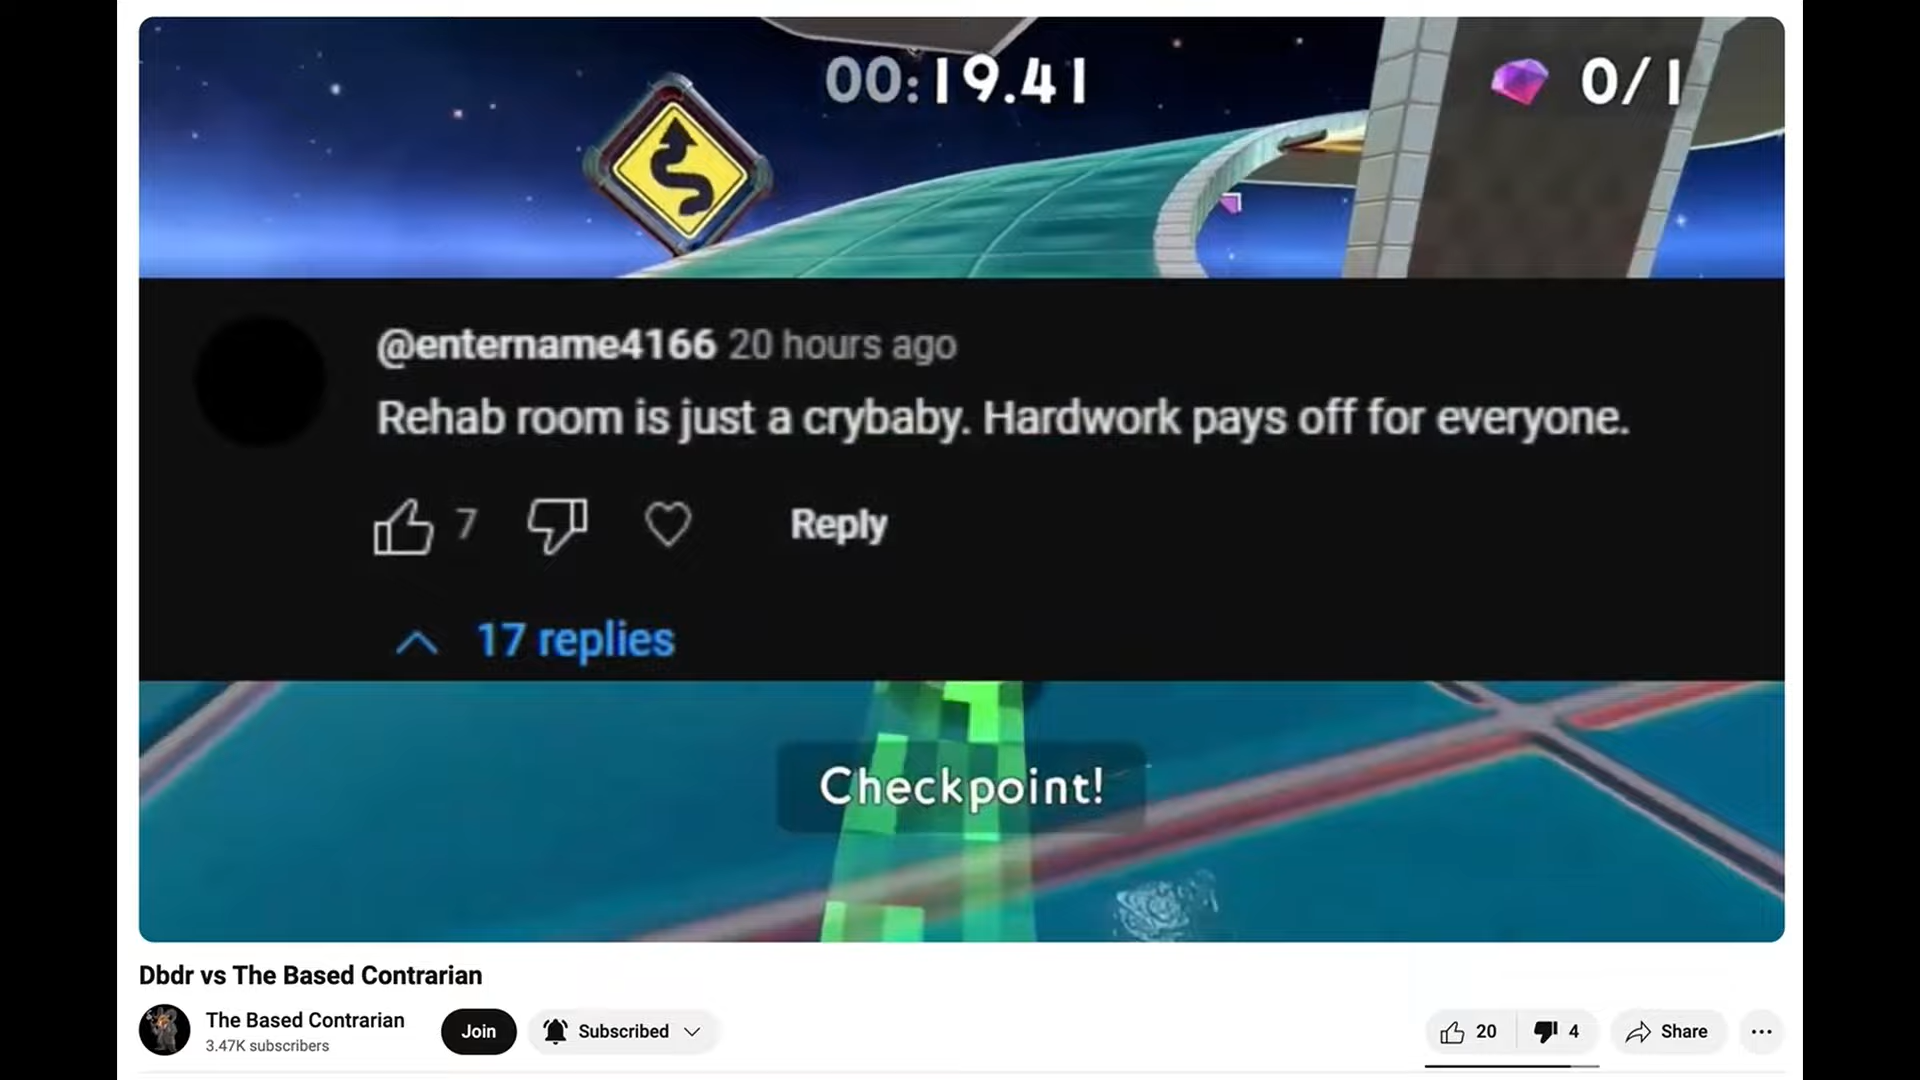 00:19.41
0/1
@entername4166 20 hours ago
Rehab room is just a crybaby. Hardwork pays off for everyone.
7
Reply
17 replies
Checkpoint!
Dbdr vs The Based Contrarian
The Based Contrarian
3.47K subscribers
Join
Subscribed
20
4
Share